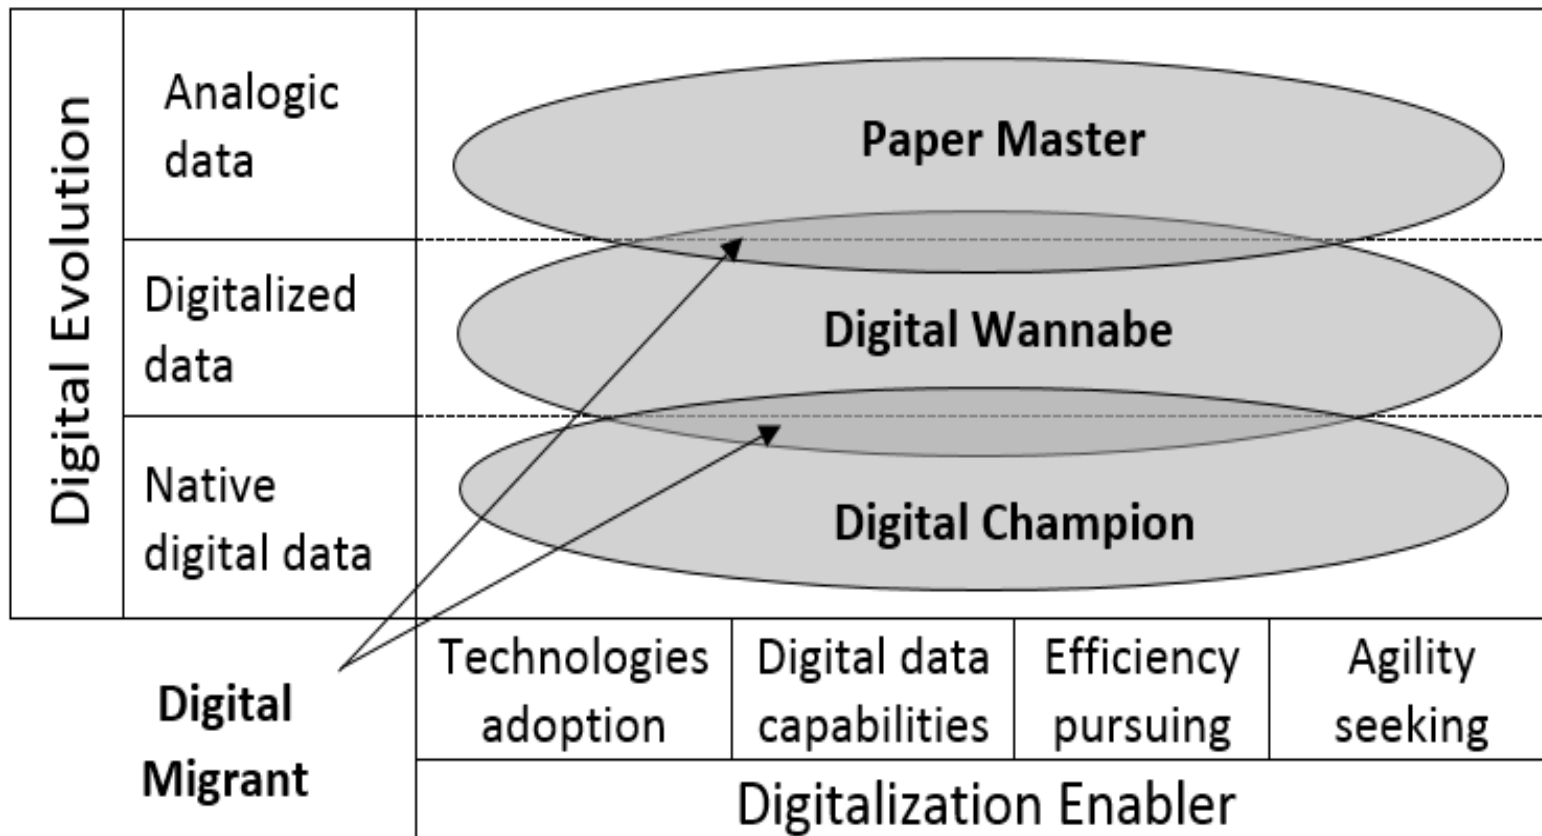 Digital Evolution
Analogic
data
Paper Master
Digitalized
data
Digital Wannabe
Native
digital data
Digital Champion
Digital
Migrant
Technologies
adoption
Digital data
capabilities
Efficiency
pursuing
Agility
seeking
Digitalization Enabler